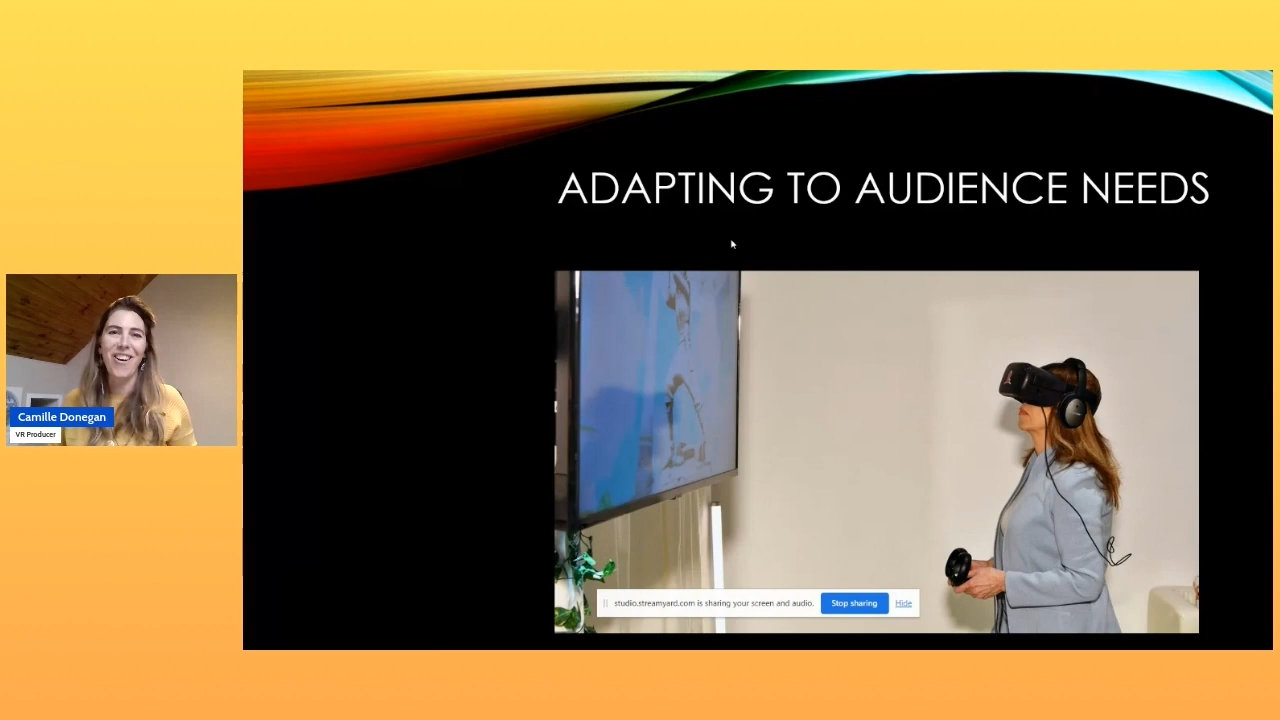 ADAPTING TO AUDIENCE NEEDS
Camille Donegan
VR Producer
studio.streamyard.com is sharing your screen and audio. Stop sharing Hide